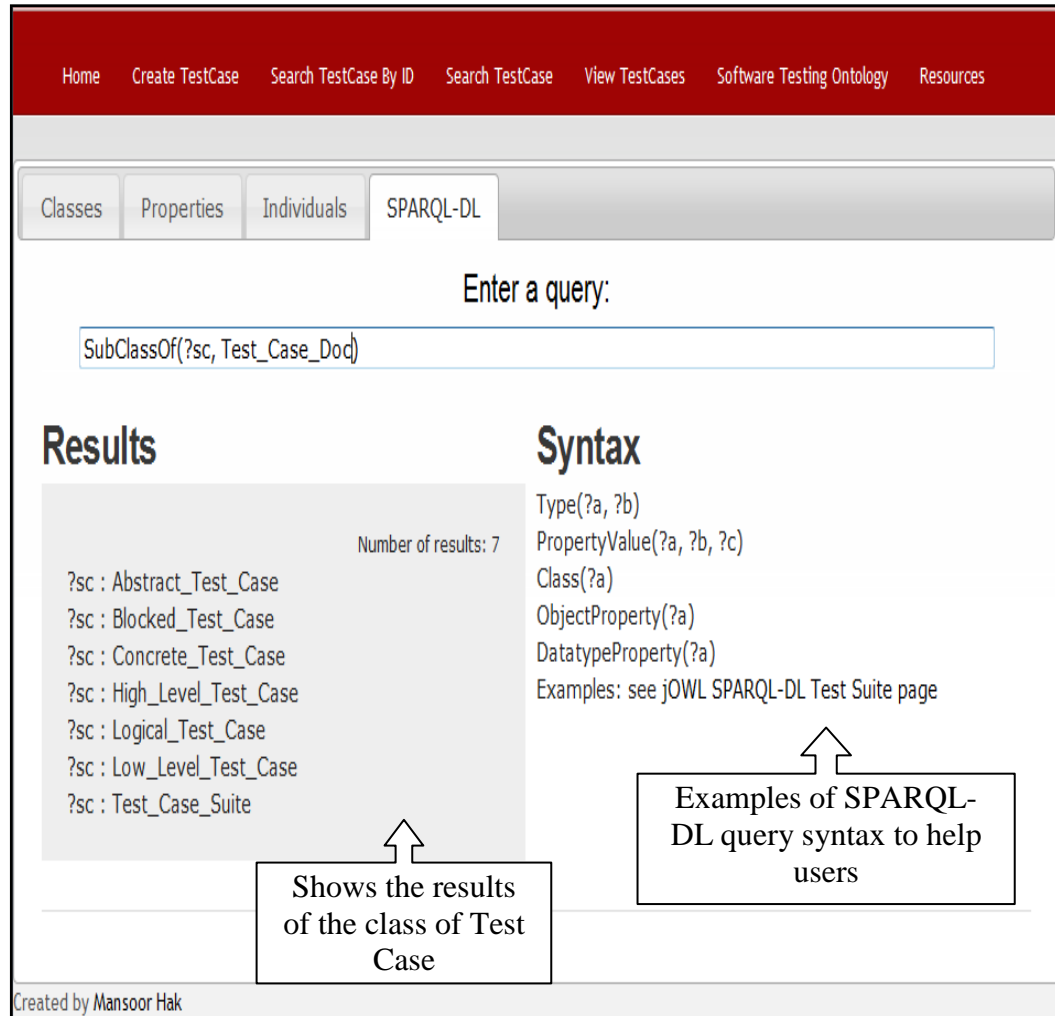 Home Create TestCase Search TestCase By ID Search TestCase View TestCases Software Testing Ontology Resources
Classes Properties Individuals SPARQL-DL
Enter a query:
SubClassOf(?sc, Test_Case_Doc)
Results
Number of results: 7
?sc : Abstract_Test_Case
?sc : Blocked_Test_Case
?sc : Concrete_Test_Case
?sc : High_Level_Test_Case
?sc : Logical_Test_Case
?sc : Low_Level_Test_Case
?sc : Test_Case_Suite
Shows the results
of the class of Test
Case
Syntax
Type(?a, ?b)
PropertyValue(?a, ?b, ?c)
Class(?a)
ObjectProperty(?a)
DatatypeProperty(?a)
Examples: see jOWL SPARQL-DL Test Suite page
Examples of SPARQL-
DL query syntax to help
users
Created by Mansoor Hak